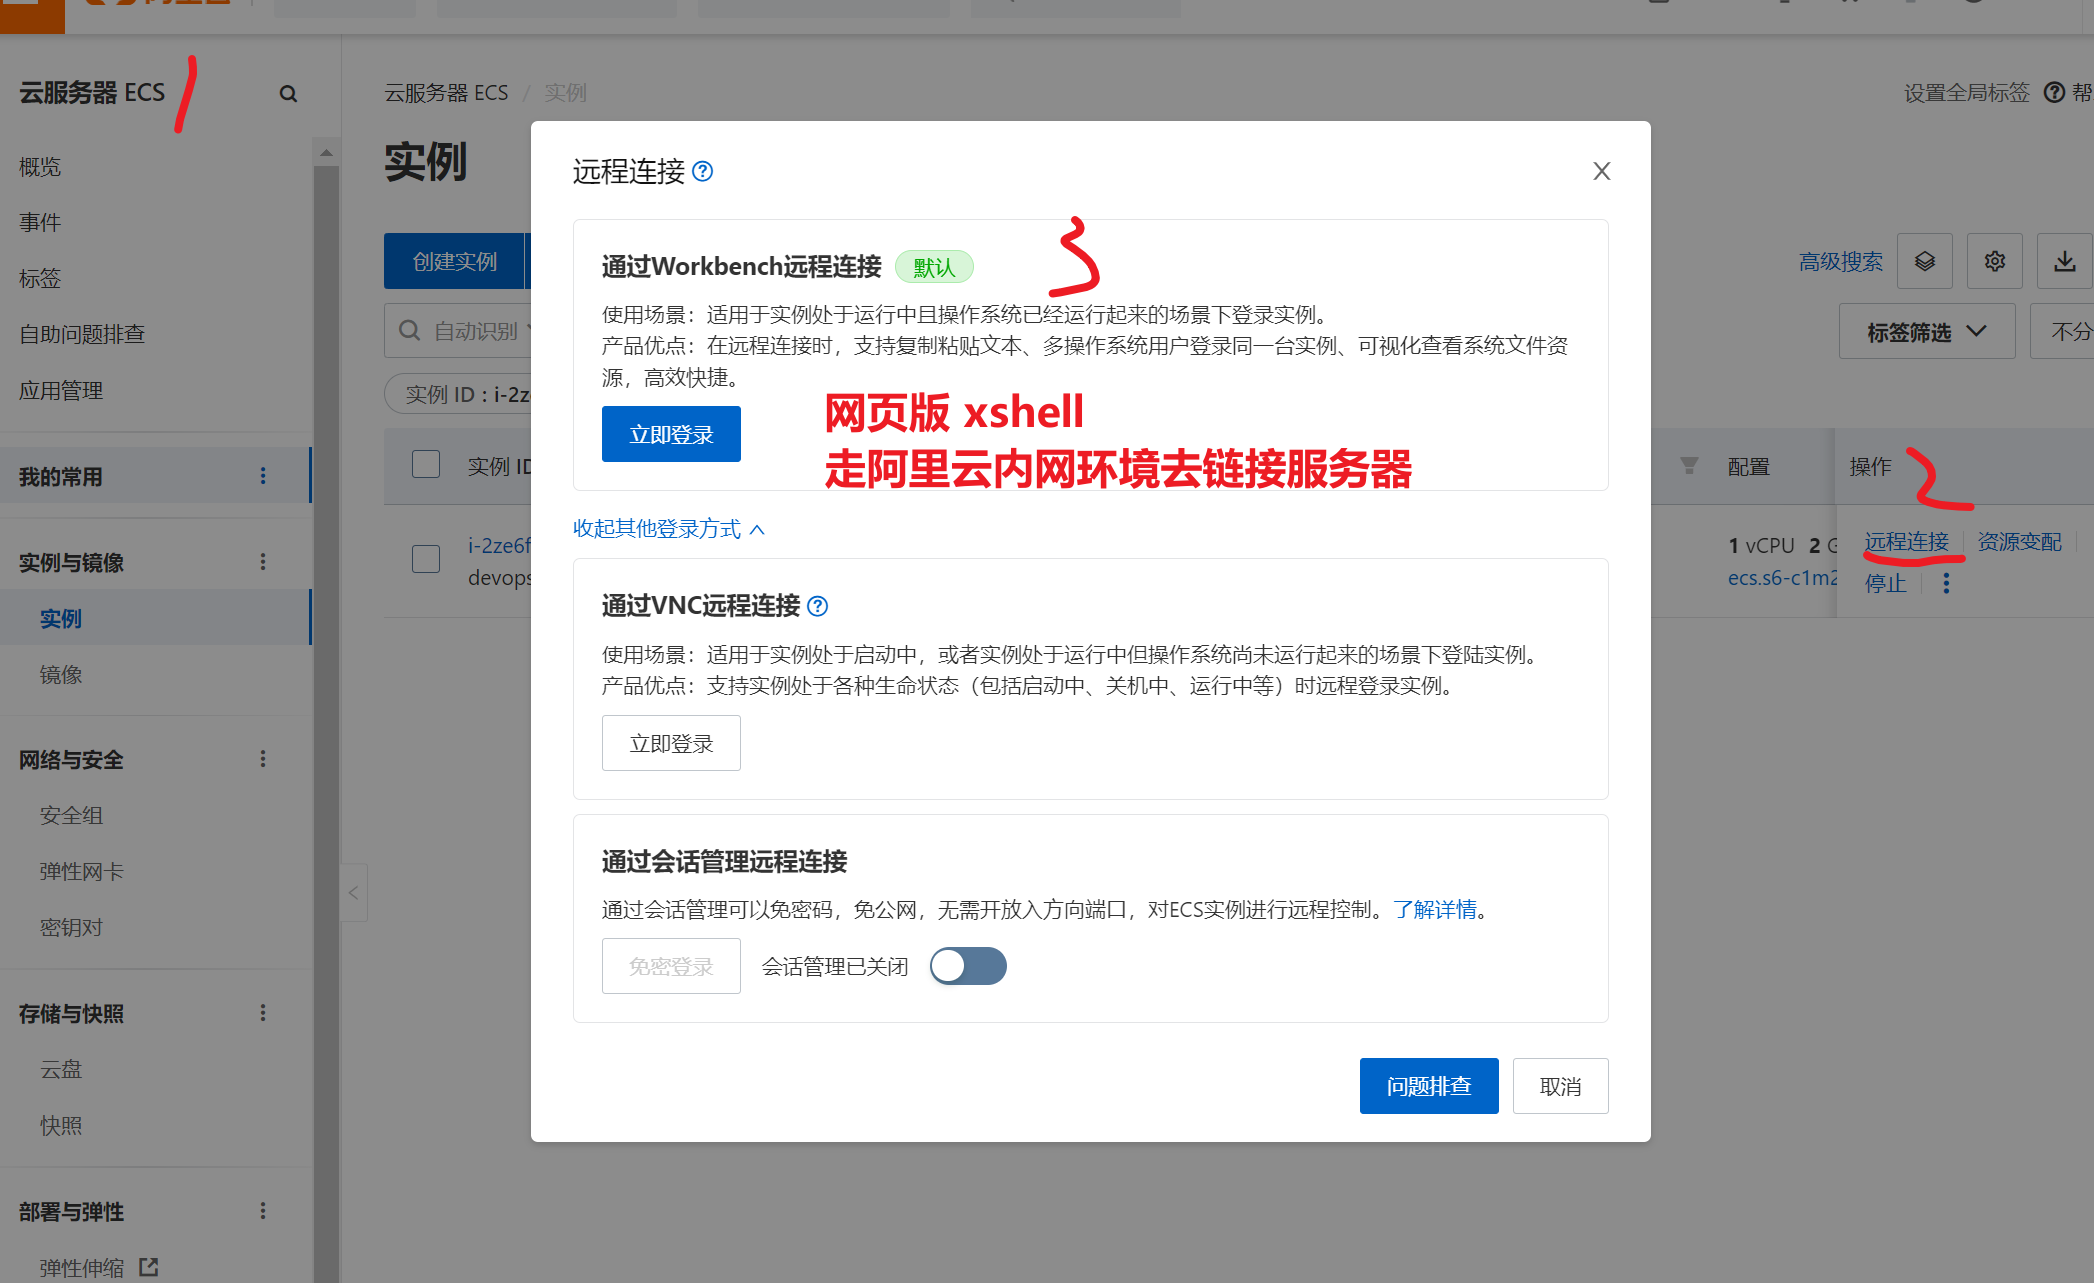 云服务器 ECS
概览
事件
标签
自助问题排查
应用管理
我的常用
实例与镜像
实例
镜像
网络与安全
安全组
弹性网卡
密钥对
存储与快照
云盘
快照
部署与弹性
弹性伸缩
云服务器 ECS / 实例
设置全局标签
帮
实例
创建实例
高级搜索
自动识别
标签筛选
不分
实例 ID : i-2z
实例 ID
配置
操作
i-2ze6f
devops
1 vCPU 2 G
ecs.s6-c1m2
远程连接
资源变配
停止
远程连接
通过Workbench远程连接 默认
使用场景：适用于实例处于运行中且操作系统已经运行起来的场景下登录实例。
产品优点：在远程连接时，支持复制粘贴文本、多操作系统用户登录同一台实例、可视化查看系统文件资
源，高效快捷。
立即登录
网页版 xshell
走阿里云内网环境去链接服务器
收起其他登录方式
通过VNC远程连接
使用场景：适用于实例处于启动中，或者实例处于运行中但操作系统尚未运行起来的场景下登陆实例。
产品优点：支持实例处于各种生命状态（包括启动中、关机中、运行中等）时远程登录实例。
立即登录
通过会话管理远程连接
通过会话管理可以免密码，免公网，无需开放入方向端口，对ECS实例进行远程控制。了解详情。
免密登录
会话管理已关闭
问题排查
取消
1
2
3